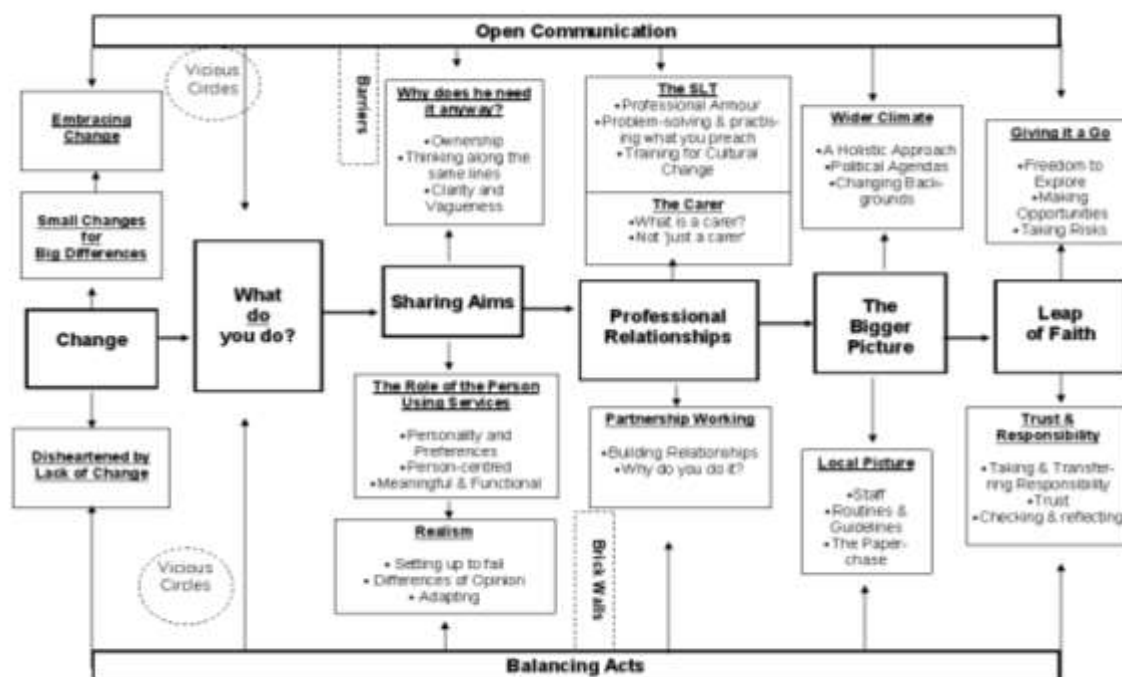 Open Communication
Vicious
Circles
Barriers
Embracing
Change
Small Changes
for
Big Differences
Change
Disheartened by
Lack of Change
Vicious
Circles
What
do
you do?
Why does he need
it anyway?
•Ownership
•Thinking along the
same lines
•Clarity and
Vagueness
Sharing Aims
The Role of the Person
Using Services
•Personality and
Preferences
•Person-centred
•Meaningful & Functional
Realism
•Setting up to fail
•Differences of Opinion
•Adapting
The SLT
•Professional Armour
•Problem-solving & practis-
ing what you preach
•Training for Cultural
Change
The Carer
•What is a carer?
•Not 'just a carer'
Professional
Relationships
Partnership Working
•Building Relationships
•Why do you do it?
Brick Walls
Wider Climate
•A Holistic Approach
•Political Agendas
•Changing Back-
grounds
The
Bigger
Picture
Local Picture
•Staff
•Routines &
Guidelines
•The Paper-
chase
Giving it a Go
•Freedom to
Explore
•Making
Opportunities
•Taking Risks
Leap
of Faith
Trust &
Responsibility
•Taking & Transfer-
ring Responsibility
•Trust
•Checking & reflecting
Balancing Acts